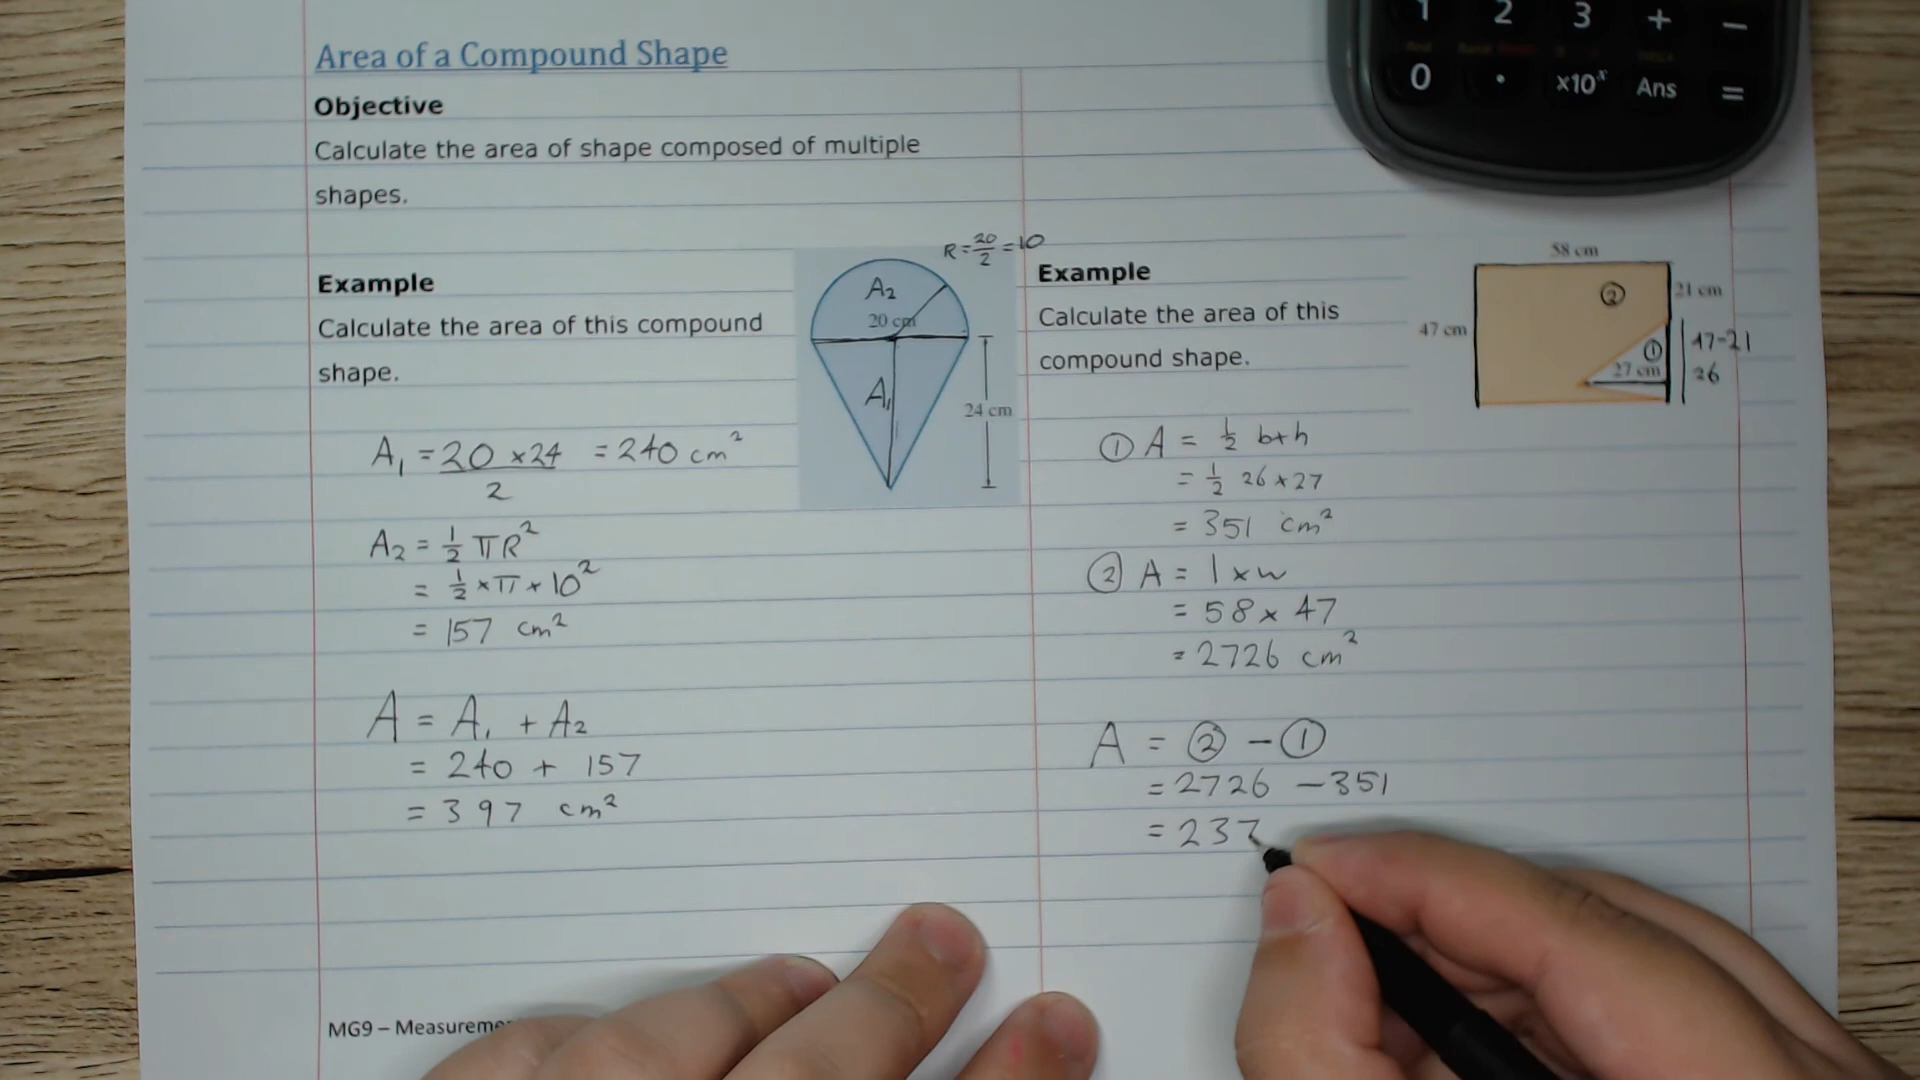 1 2 3 + −
0 · ×10ˣ Ans =
Area of a Compound Shape
Objective
Calculate the area of shape composed of multiple
shapes.
Example
Calculate the area of this compound
shape.
R = 20/2 = 10
A₂
20 cm
A₁
24 cm
A₁ = 20 × 24 / 2 = 240 cm²
A₂ = ½ πR²
= ½ × π × 10²
= 157 cm²
A = A₁ + A₂
= 240 + 157
= 397 cm²
Example
Calculate the area of this
compound shape.
58 cm
②
21 cm
47 cm
①
47-21
27 cm
26
① A = ½ b×h
= ½ 26 × 27
= 351 cm²
② A = l × w
= 58 × 47
= 2726 cm²
A = ② − ①
= 2726 − 351
= 237
MG9 – Measureme